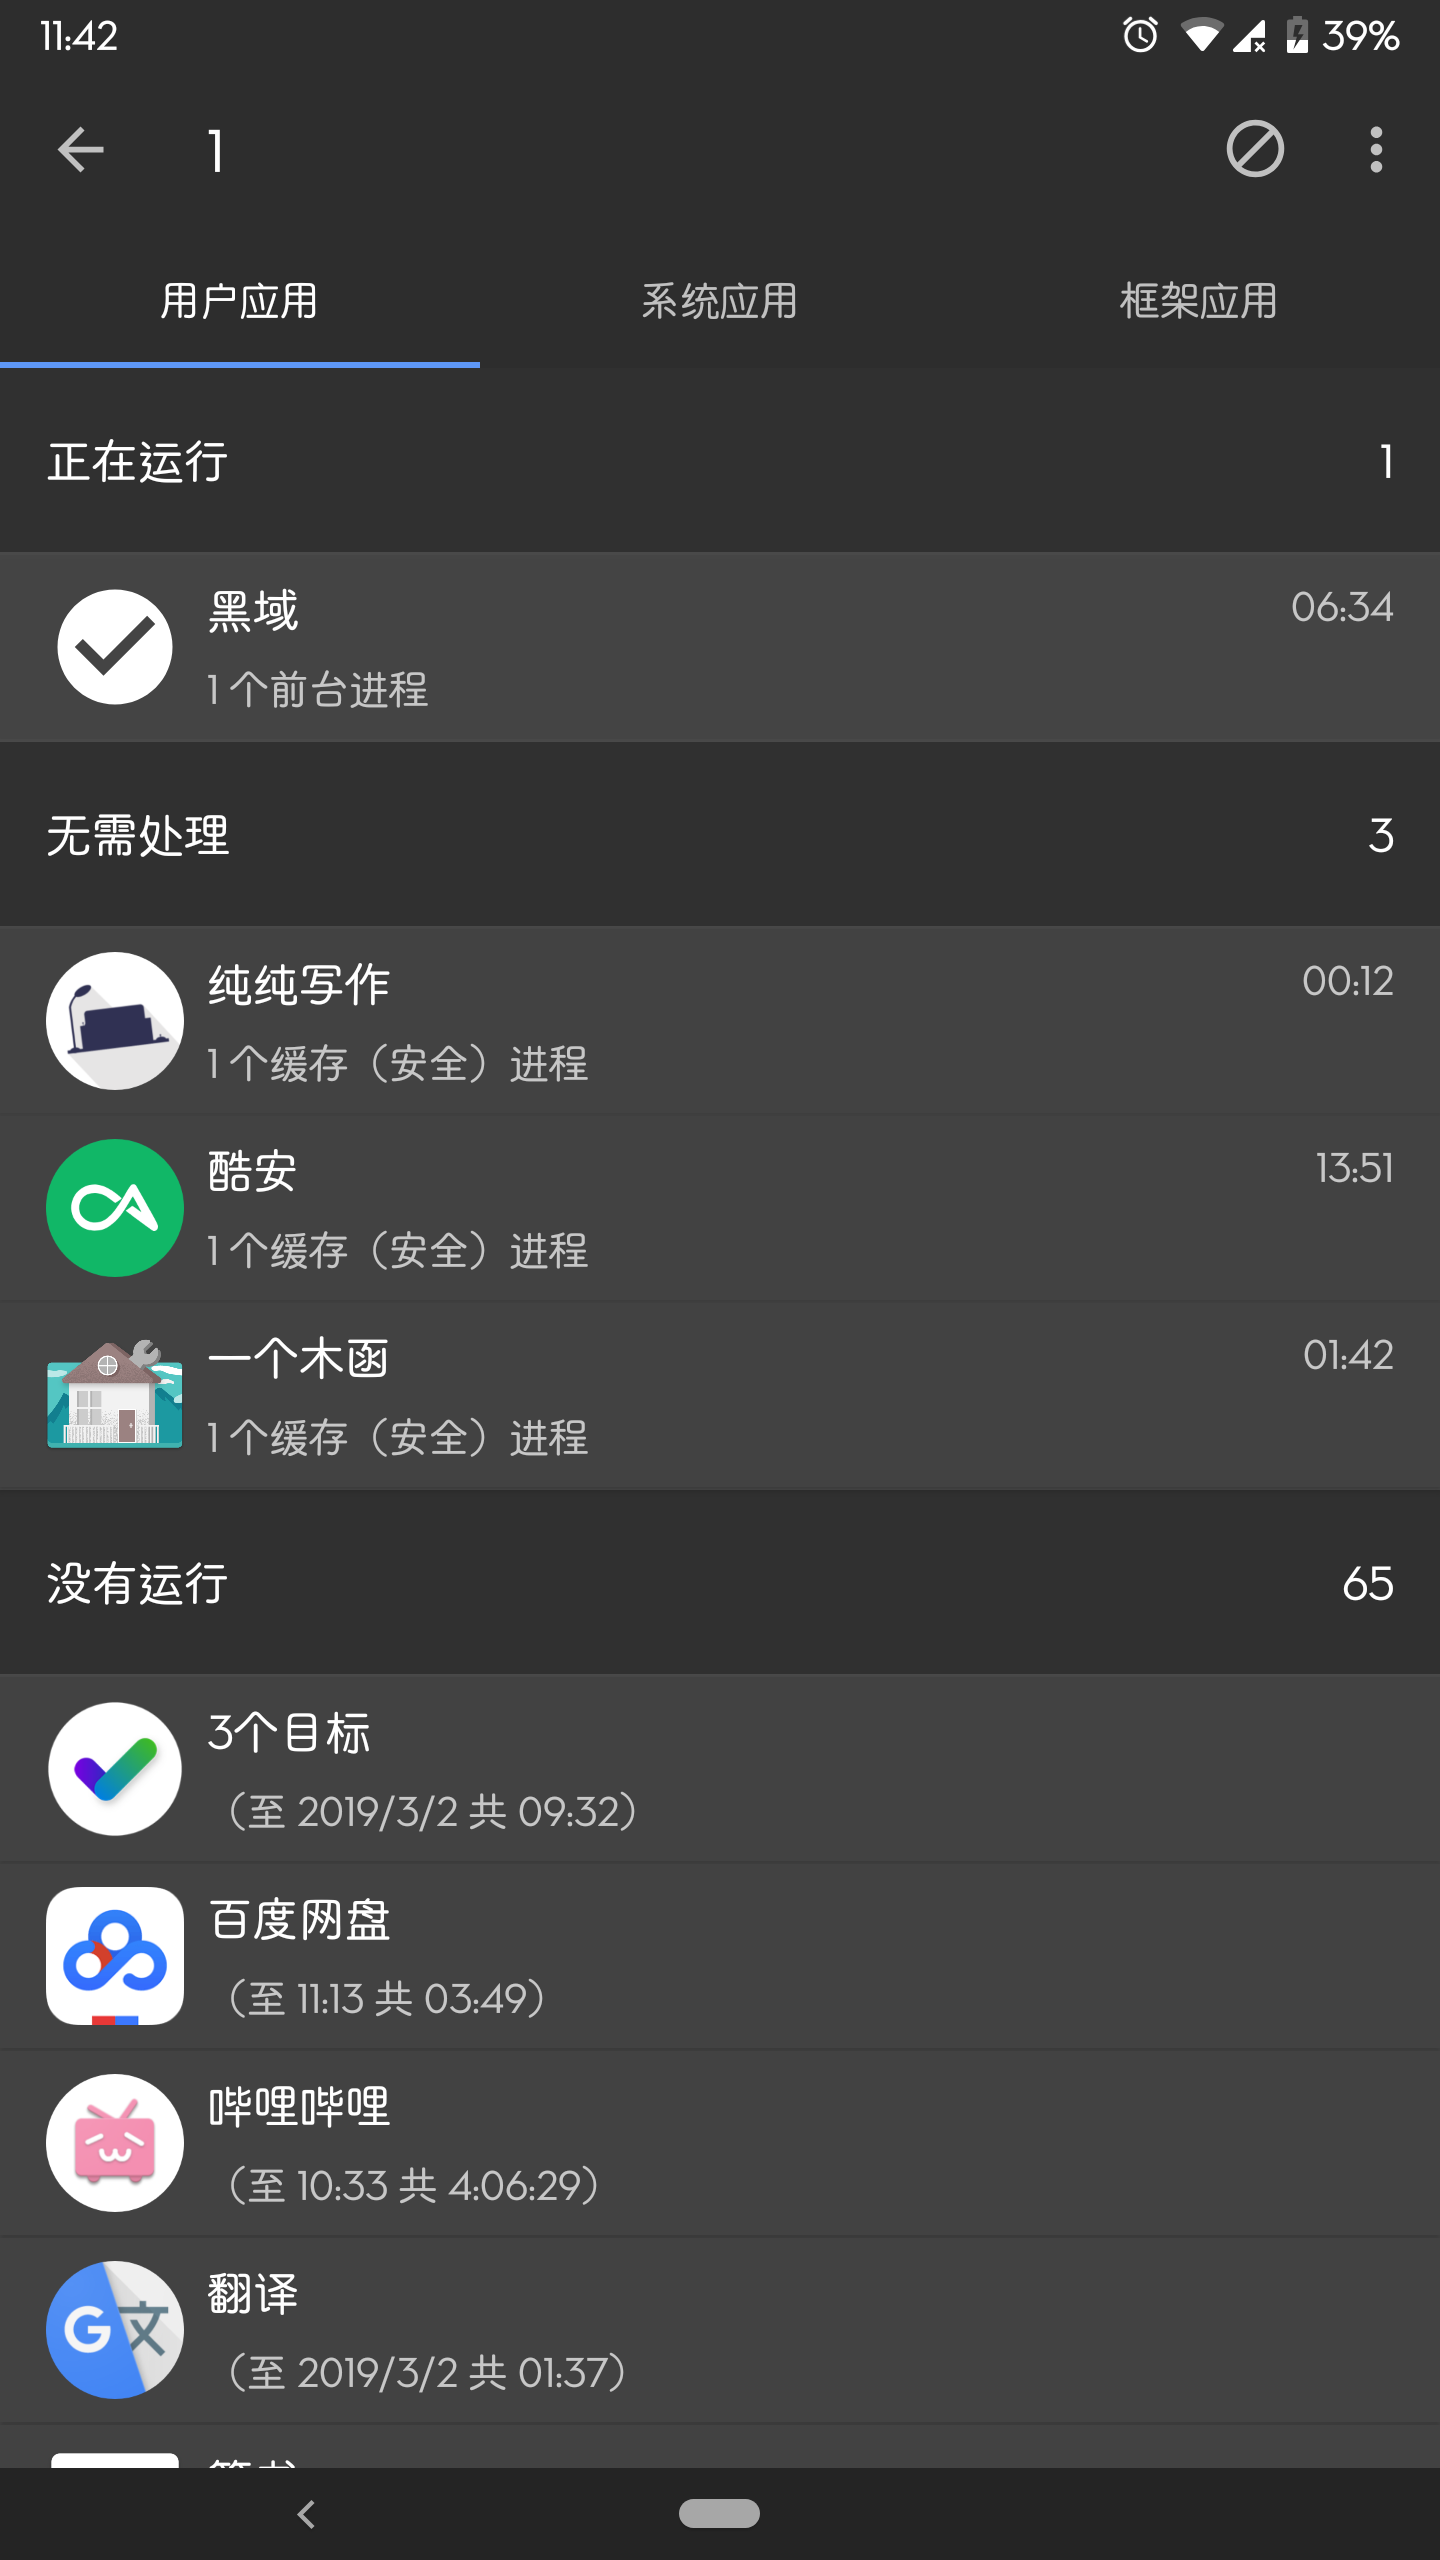 11:42
39%
1
用户应用 系统应用 框架应用
正在运行 1
黑域 06:34
1 个前台进程
无需处理 3
纯纯写作 00:12
1 个缓存（安全）进程
酷安 13:51
1 个缓存（安全）进程
一个木函 01:42
1 个缓存（安全）进程
没有运行 65
3个目标
（至 2019/3/2 共 09:32）
百度网盘
（至 11:13 共 03:49）
哔哩哔哩
（至 10:33 共 4:06:29）
G文
翻译
（至 2019/3/2 共 01:37）